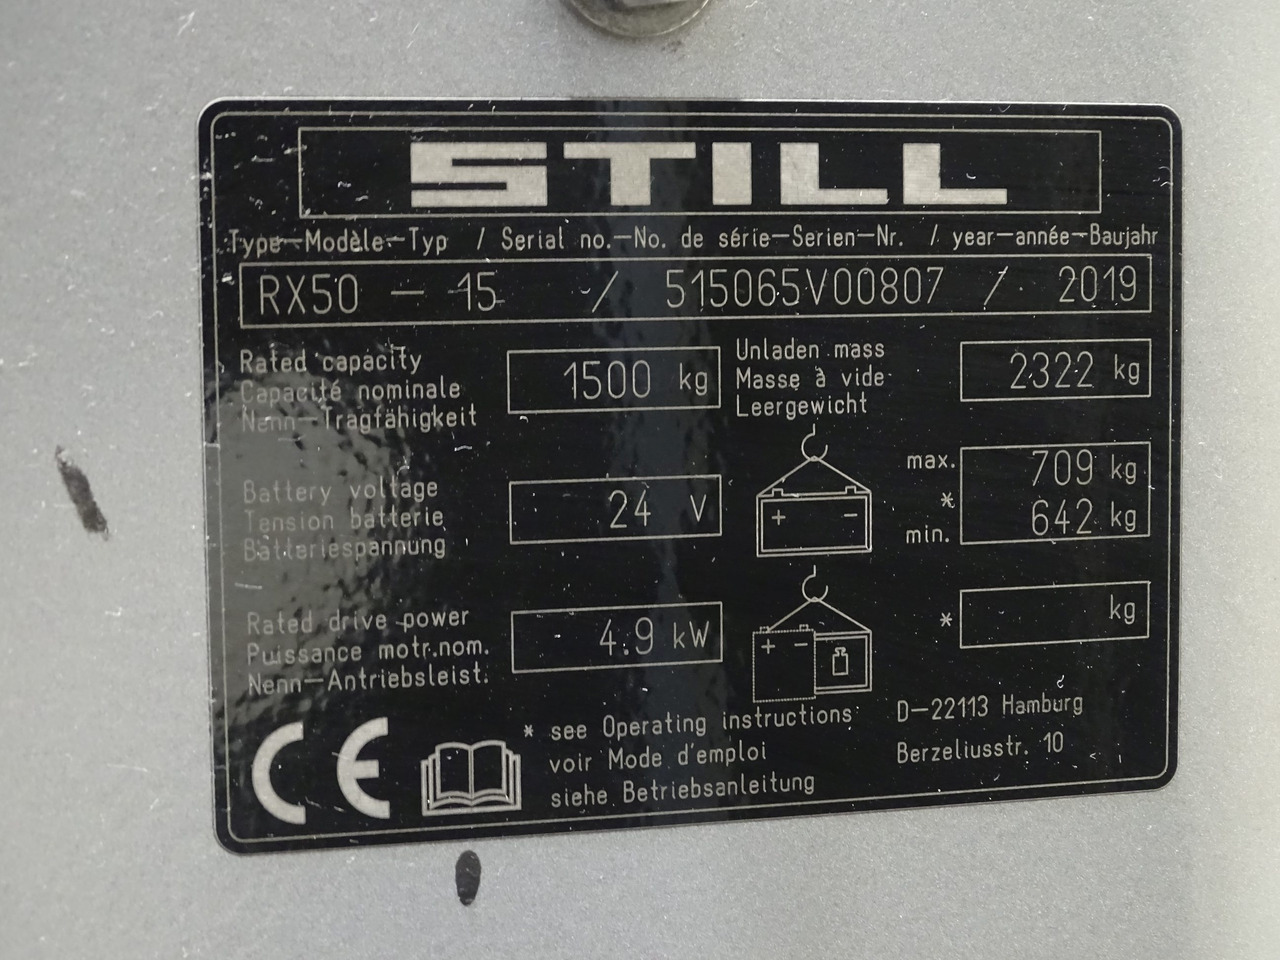 STILL
Type-Modèle-Typ / Serial no.-No. de série-Serien-Nr. / year-année-Baujahr
RX50 - 15 / 515065V00807 / 2019
Rated capacity
Capacité nominale
Nenn-Tragfähigkeit
1500 kg
Unladen mass
Masse à vide
Leergewicht
2322 kg
Battery voltage
Tension batterie
Batteriespannung
24 V
+ -
max.
*
min.
709 kg
642 kg
Rated drive power
Puissance motr.nom.
Nenn-Antriebsleist.
4.9 kW
+ -
* kg
CE
* see Operating instructions
voir Mode d'emploi
siehe Betriebsanleitung
D-22113 Hamburg
Berzeliusstr. 10